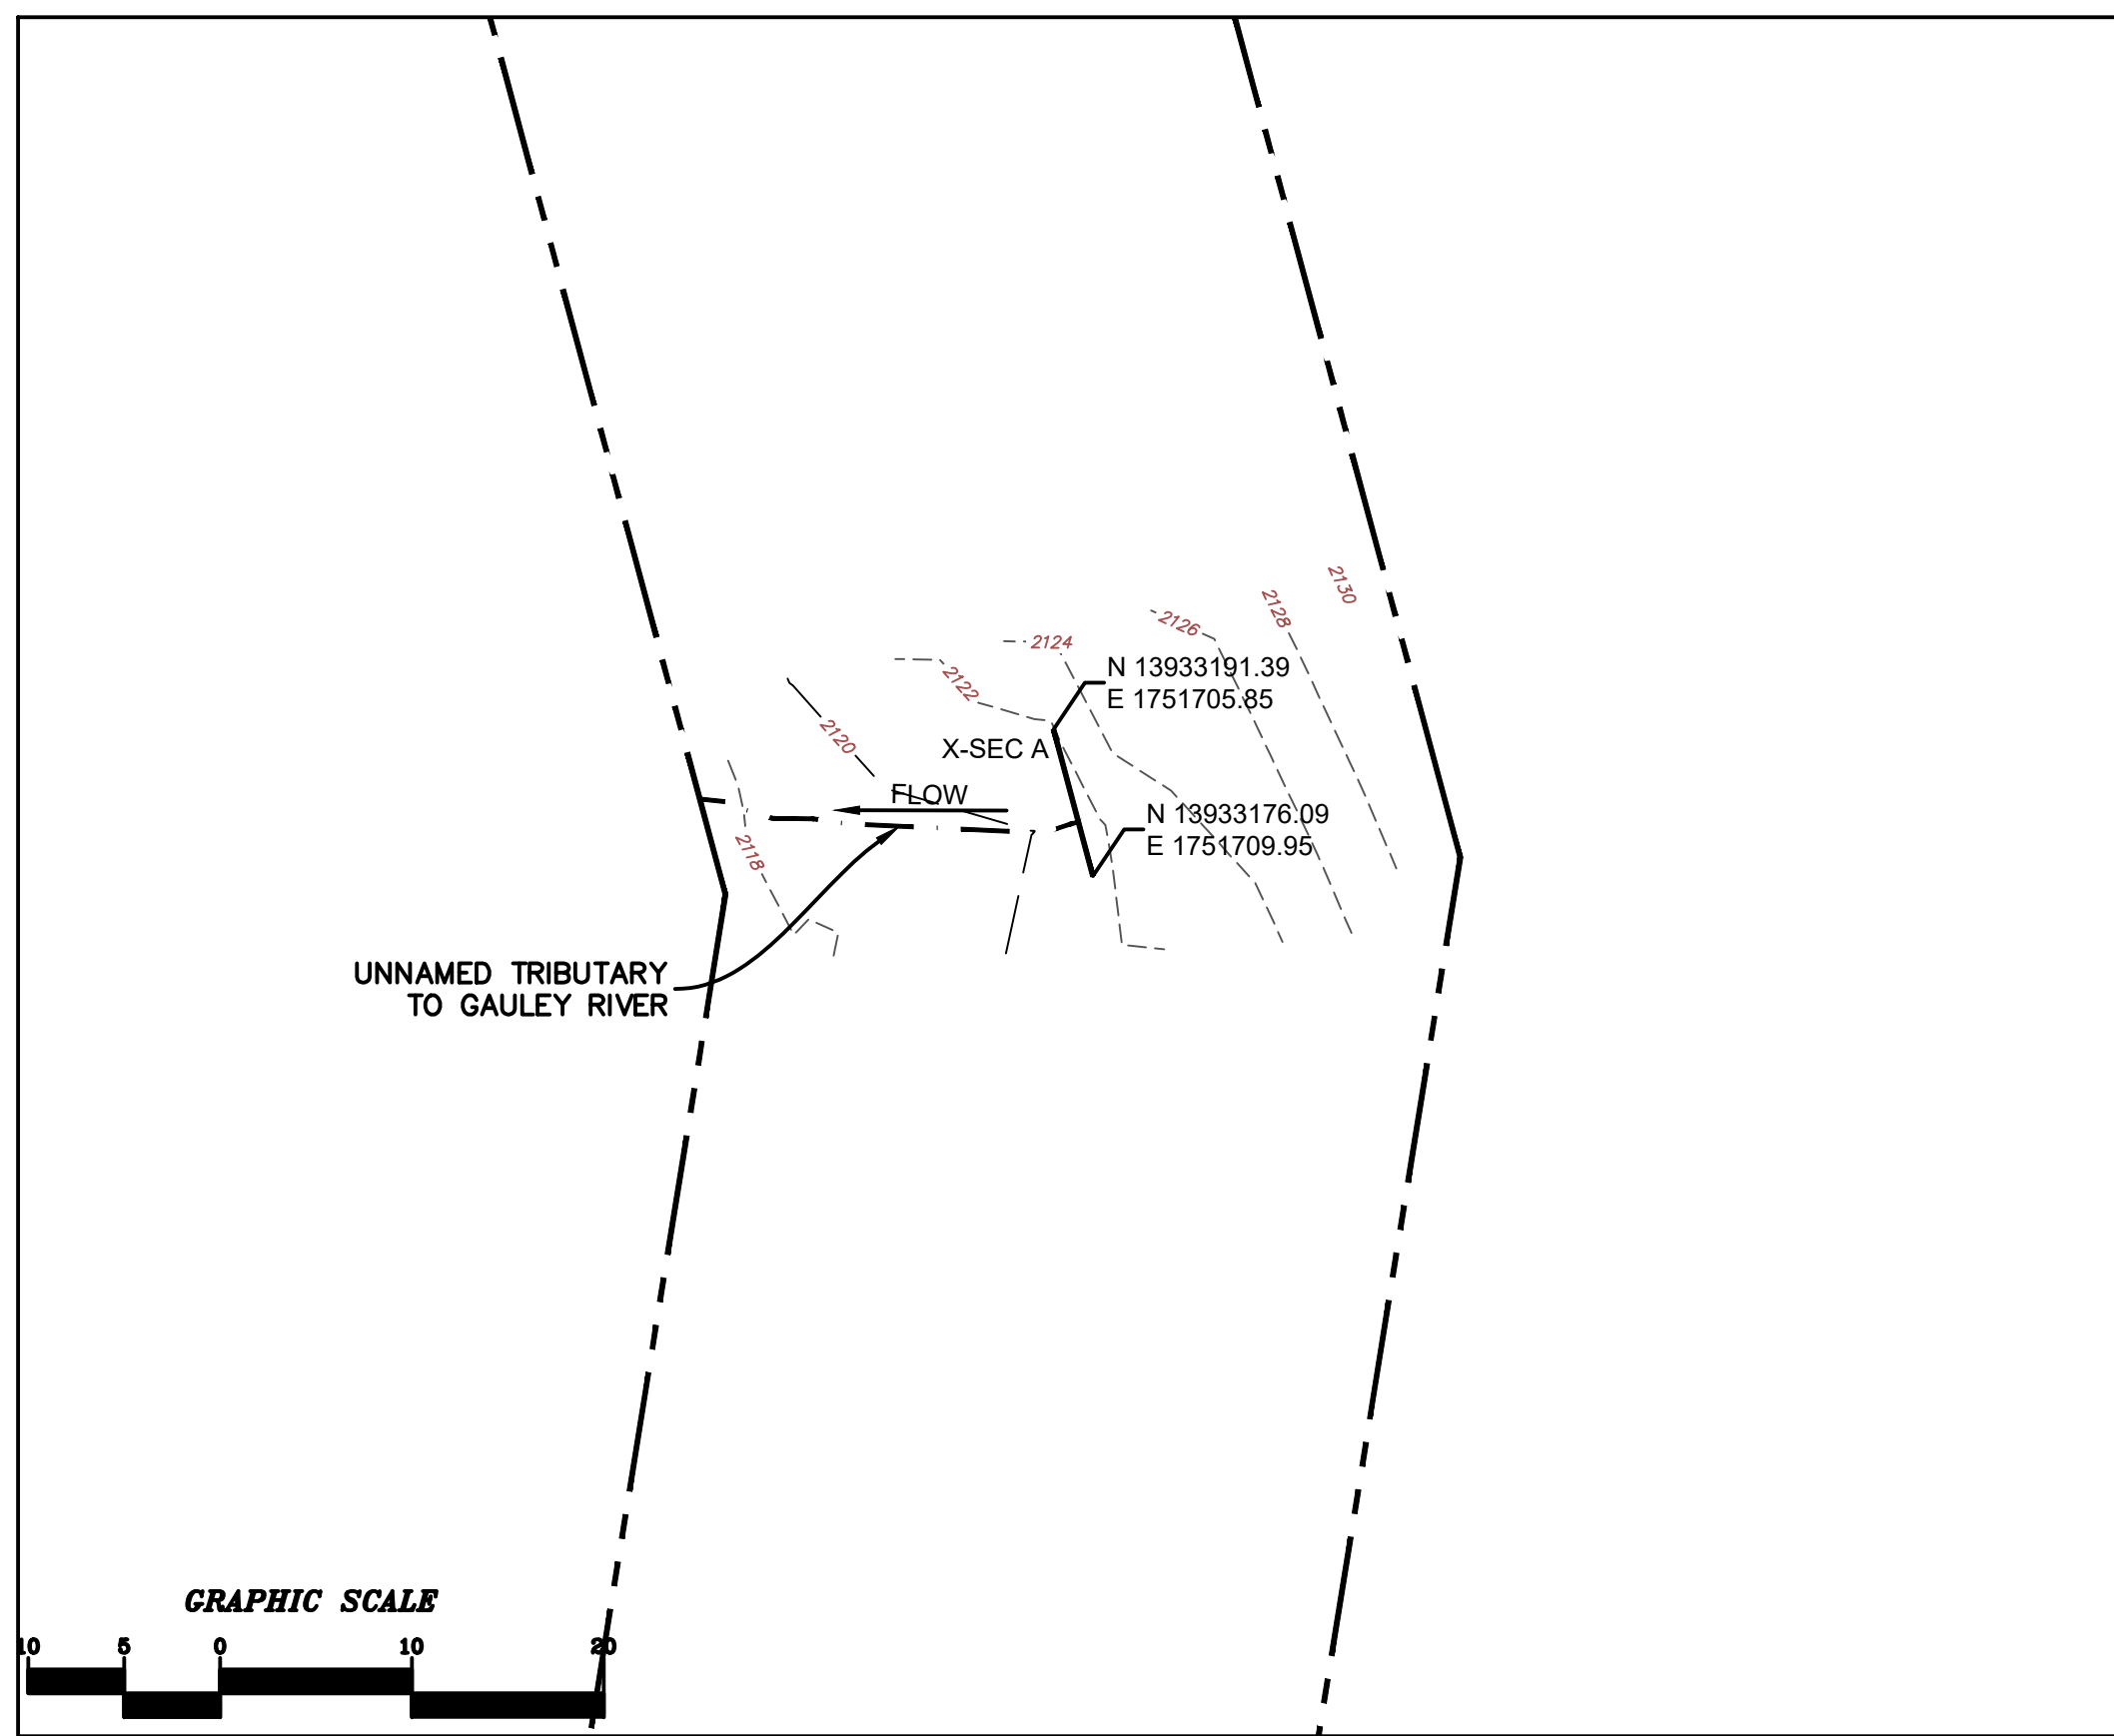 2130
2128
2126
2124
2122
2120
2118
N 13933191.39
E 1751705.85
X-SEC A
FLOW
N 13933176.09
E 1751709.95
UNNAMED TRIBUTARY
TO GAULEY RIVER
GRAPHIC SCALE
10 5 0 10 20